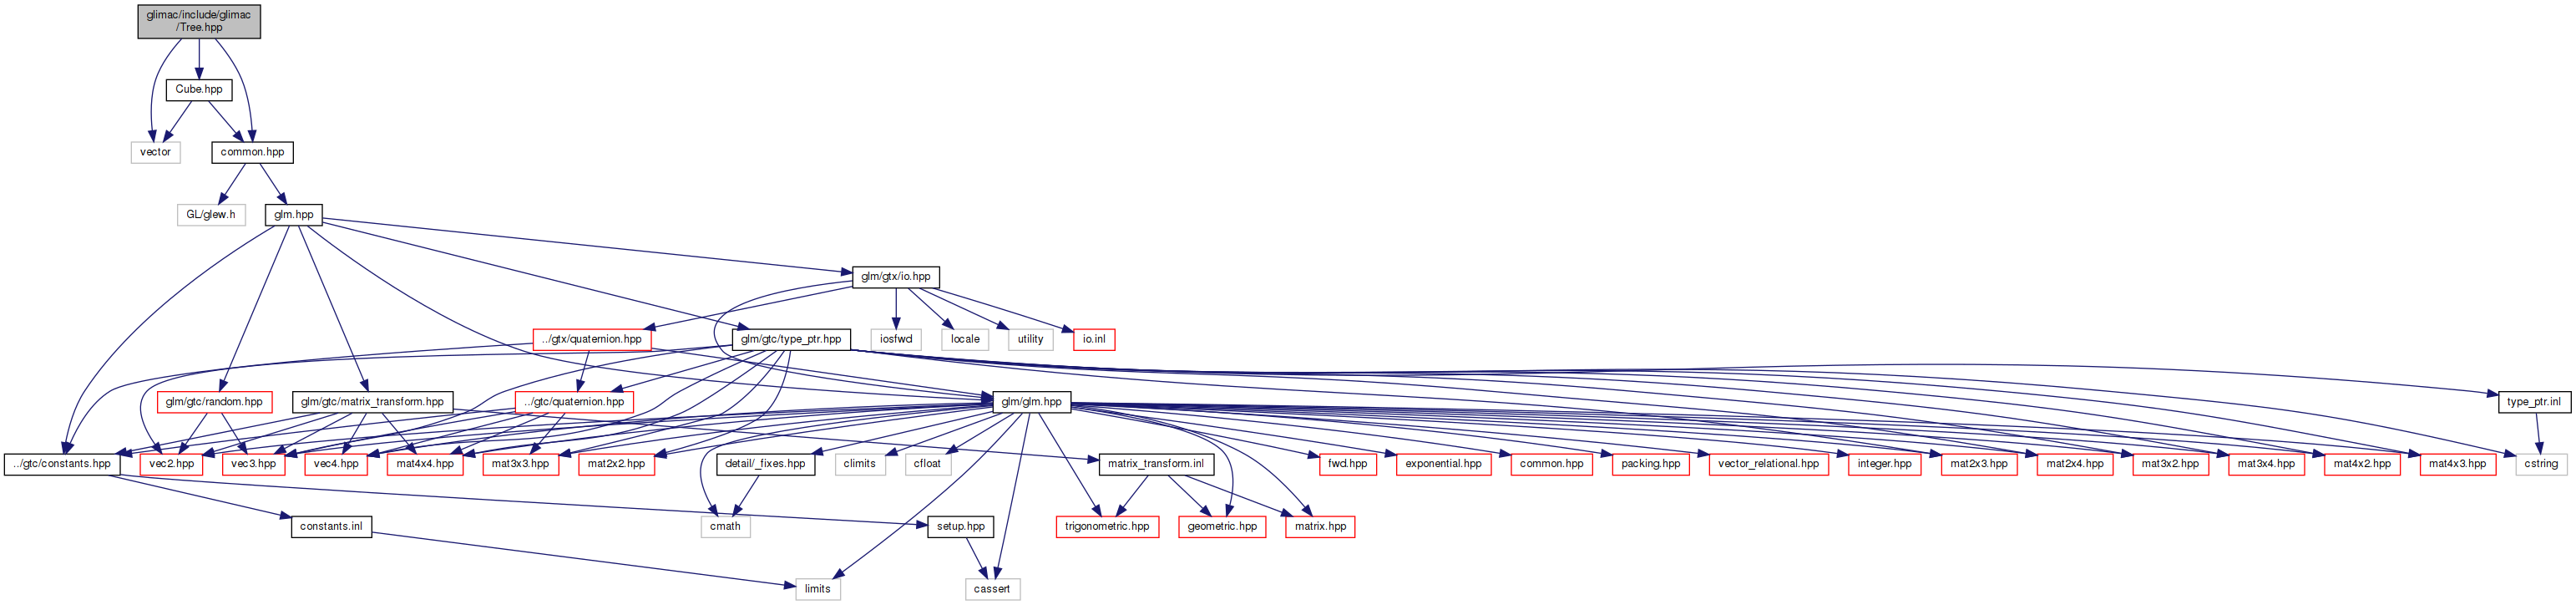 glimac/include/glimac
/Tree.hpp
Cube.hpp
vector
common.hpp
GL/glew.h
glm.hpp
glm/gtx/io.hpp
../gtx/quaternion.hpp
glm/gtc/type_ptr.hpp
iosfwd
locale
utility
io.inl
glm/gtc/random.hpp
glm/gtc/matrix_transform.hpp
../gtc/quaternion.hpp
glm/glm.hpp
type_ptr.inl
../gtc/constants.hpp
vec2.hpp
vec3.hpp
vec4.hpp
mat4x4.hpp
mat3x3.hpp
mat2x2.hpp
detail/_fixes.hpp
climits
cfloat
matrix_transform.inl
fwd.hpp
exponential.hpp
common.hpp
packing.hpp
vector_relational.hpp
integer.hpp
mat2x3.hpp
mat2x4.hpp
mat3x2.hpp
mat3x4.hpp
mat4x2.hpp
mat4x3.hpp
cstring
constants.inl
cmath
setup.hpp
trigonometric.hpp
geometric.hpp
matrix.hpp
limits
cassert